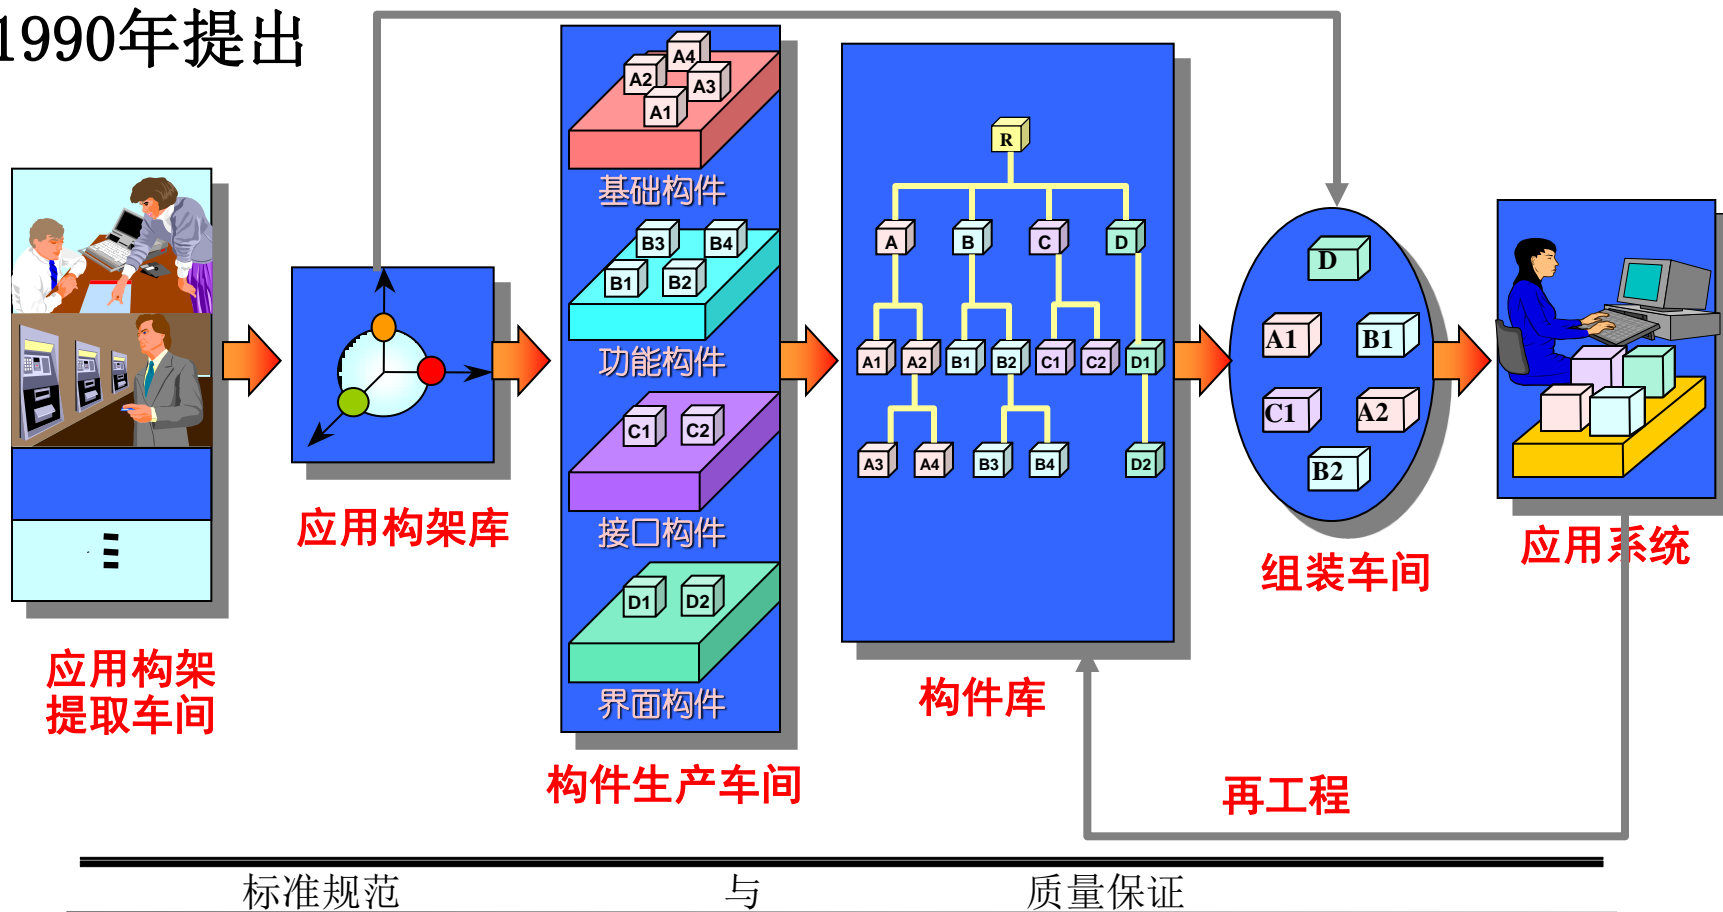 1990年提出
A4
A2
A3
A1
基础构件
B3
B4
B1
B2
功能构件
C1
C2
接口构件
D1
D2
界面构件
R
A
B
C
D
A1
A2
B1
B2
C1
C2
D1
A3
A4
B3
B4
D2
D
A1
B1
C1
A2
B2
应用构架
提取车间
应用构架库
构件生产车间
构件库
组装车间
应用系统
再工程
标准规范 与 质量保证